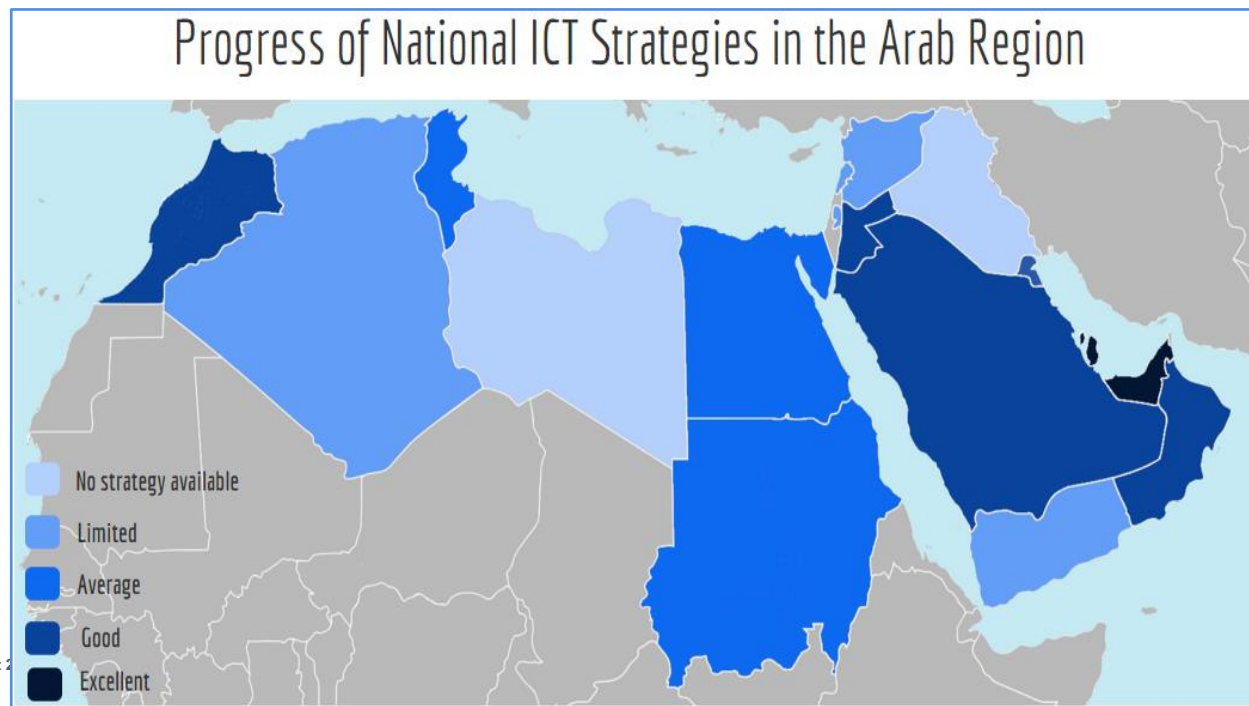 Progress of National ICT Strategies in the Arab Region
No strategy available
Limited
Average
Good
Excellent